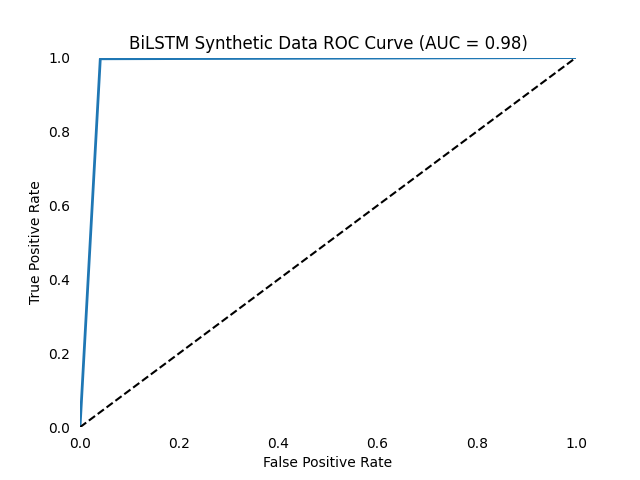 BiLSTM Synthetic Data ROC Curve (AUC = 0.98)
1.0
0.8
0.6
0.4
0.2
0.0
True Positive Rate
0.0 0.2 0.4 0.6 0.8 1.0
False Positive Rate